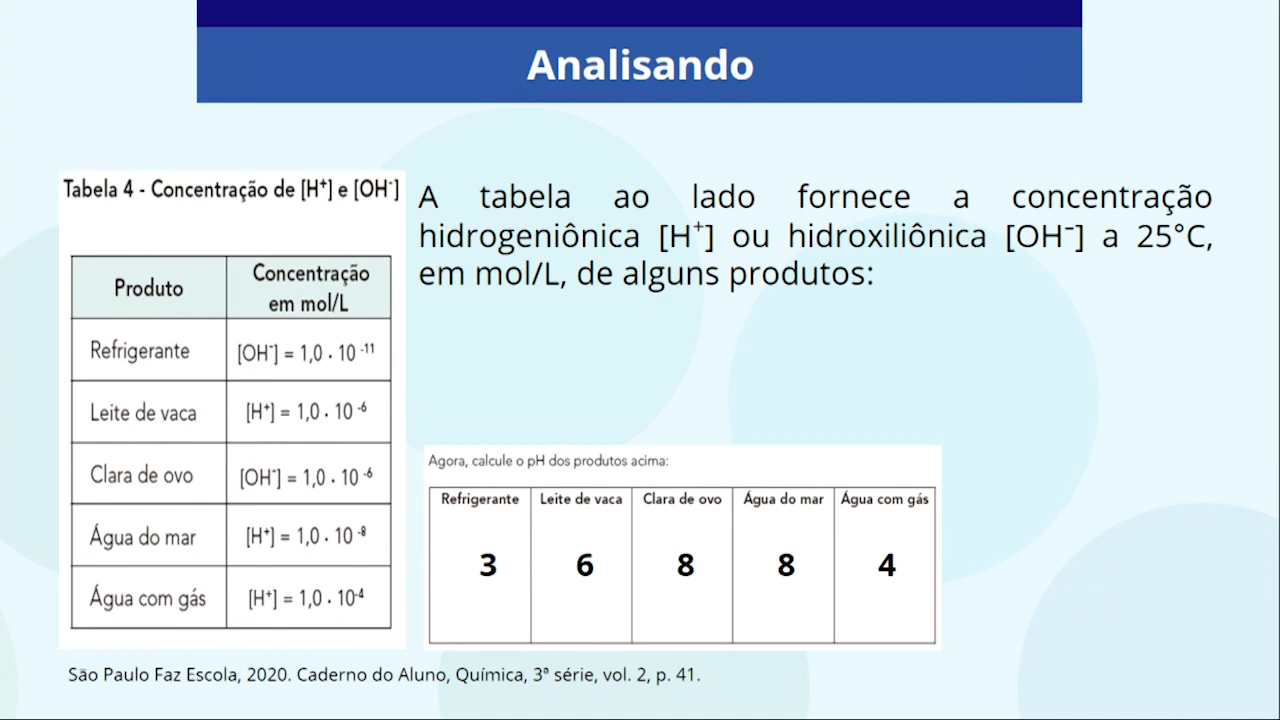 Analisando
Tabela 4 - Concentração de [H⁺] e [OH⁻]
Produto
Concentração
em mol/L
Refrigerante
[OH⁻] = 1,0 . 10 ⁻¹¹
Leite de vaca
[H⁺] = 1,0 . 10 ⁻⁶
Clara de ovo
[OH⁻] = 1,0 . 10 ⁻⁶
Água do mar
[H⁺] = 1,0 . 10 ⁻⁸
Água com gás
[H⁺] = 1,0 . 10⁻⁴
A tabela ao lado fornece a concentração
hidrogeniônica [H⁺] ou hidroxiliônica [OH⁻] a 25°C,
em mol/L, de alguns produtos:
Agora, calcule o pH dos produtos acima:
Refrigerante Leite de vaca Clara de ovo Água do mar Água com gás
3 6 8 8 4
São Paulo Faz Escola, 2020. Caderno do Aluno, Química, 3ª série, vol. 2, p. 41.